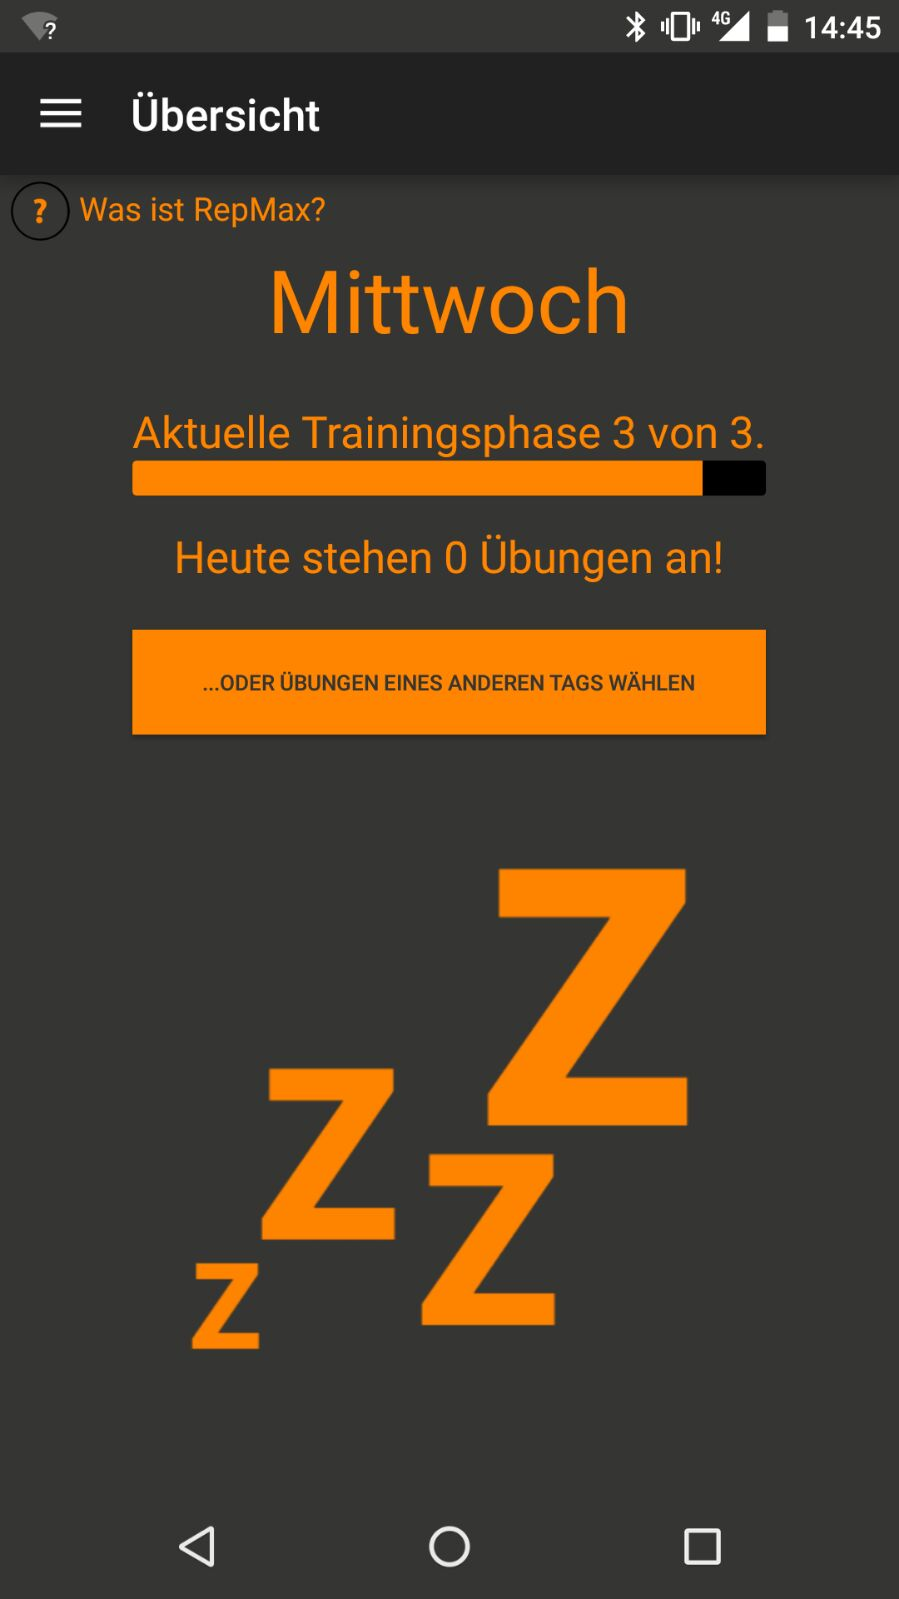 ?
4G
14:45
Übersicht
? Was ist RepMax?
Mittwoch
Aktuelle Trainingsphase 3 von 3.
Heute stehen 0 Übungen an!
...ODER ÜBUNGEN EINES ANDEREN TAGS WÄHLEN
Z
Z
Z
Z